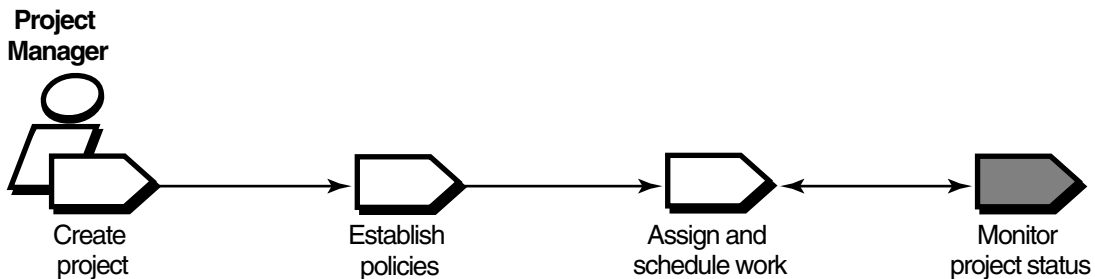 Project
Manager
Create
project
Establish
policies
Assign and
schedule work
Monitor
project status